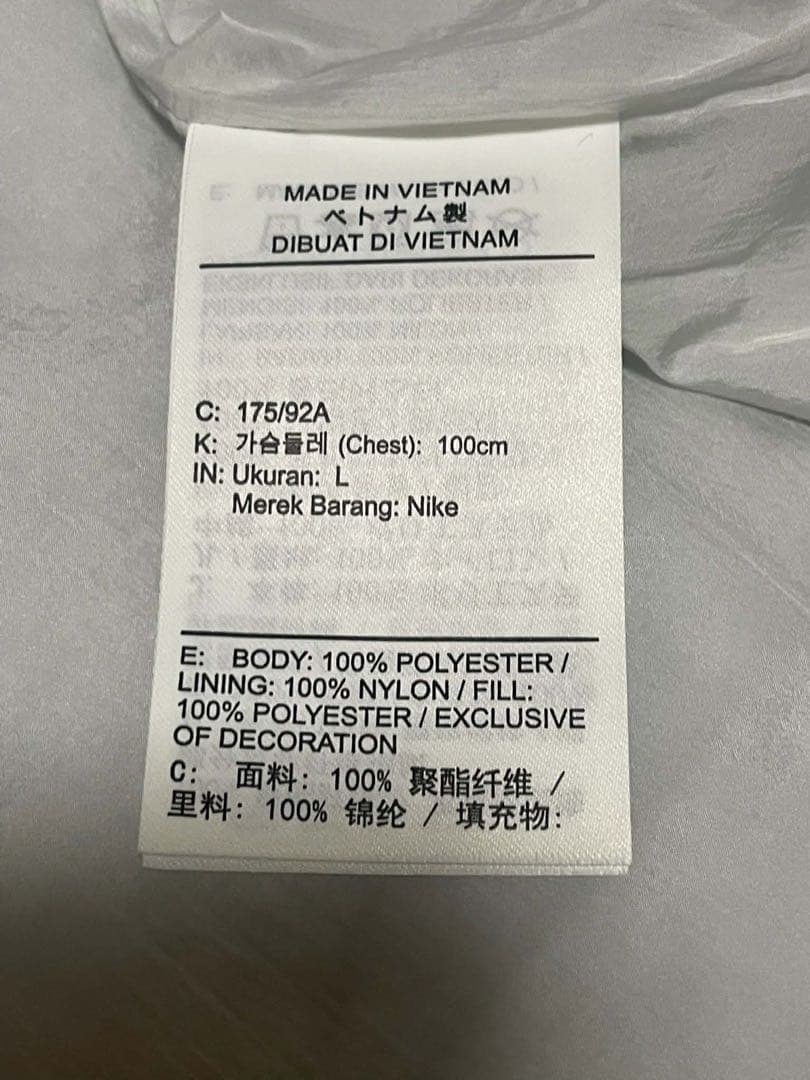 MADE IN VIETNAM
ベトナム製
DIBUAT DI VIETNAM
C: 175/92A
K: 가슴둘레 (Chest): 100cm
IN: Ukuran: L
Merek Barang: Nike
E: BODY: 100% POLYESTER /
LINING: 100% NYLON / FILL:
100% POLYESTER / EXCLUSIVE
OF DECORATION
C: 面料: 100% 聚酯纤维 /
里料: 100% 锦纶 / 填充物: